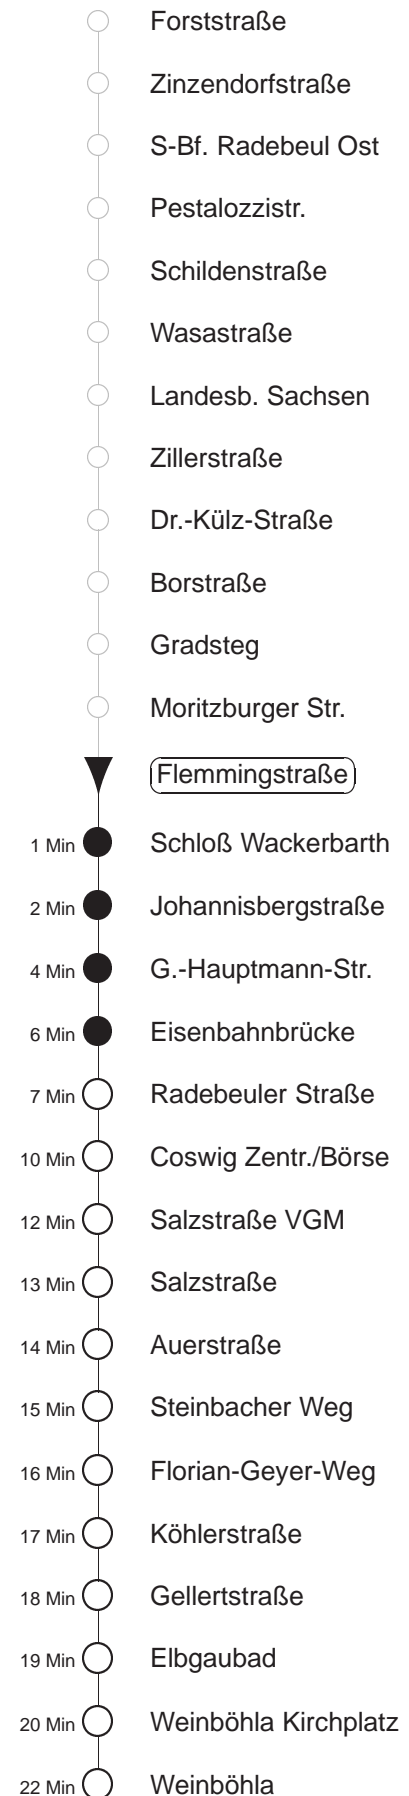 Forststraße
Zinzendorfstraße
S-Bf. Radebeul Ost
Pestalozzistr.
Schildenstraße
Wasastraße
Landesb. Sachsen
Zillerstraße
Dr.-Külz-Straße
Borstraße
Gradsteg
Moritzburger Str.
Flemmingstraße
1 Min Schloß Wackerbarth
2 Min Johannisbergstraße
4 Min G.-Hauptmann-Str.
6 Min Eisenbahnbrücke
7 Min Radebeuler Straße
10 Min Coswig Zentr./Börse
12 Min Salzstraße VGM
13 Min Salzstraße
14 Min Auerstraße
15 Min Steinbacher Weg
16 Min Florian-Geyer-Weg
17 Min Köhlerstraße
18 Min Gellertstraße
19 Min Elbgaubad
20 Min Weinböhla Kirchplatz
22 Min Weinböhla